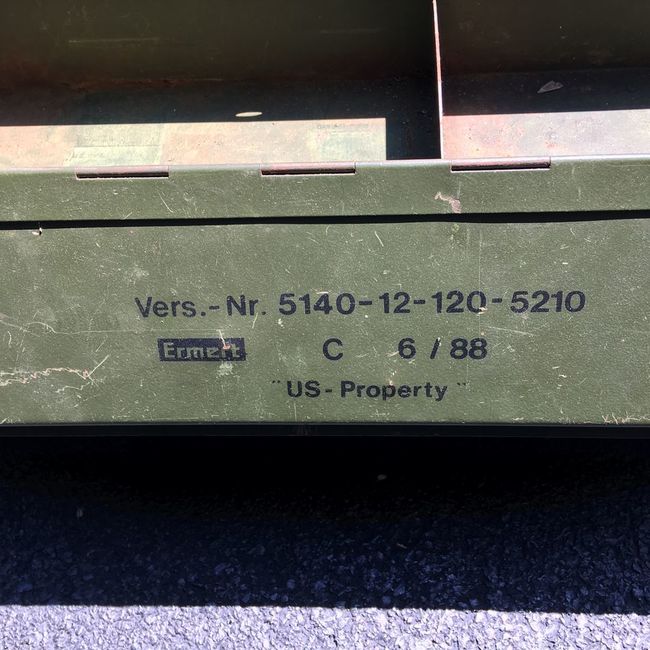 Vers.-Nr. 5140-12-120-5210
Ermert C 6 / 88
"US-Property"